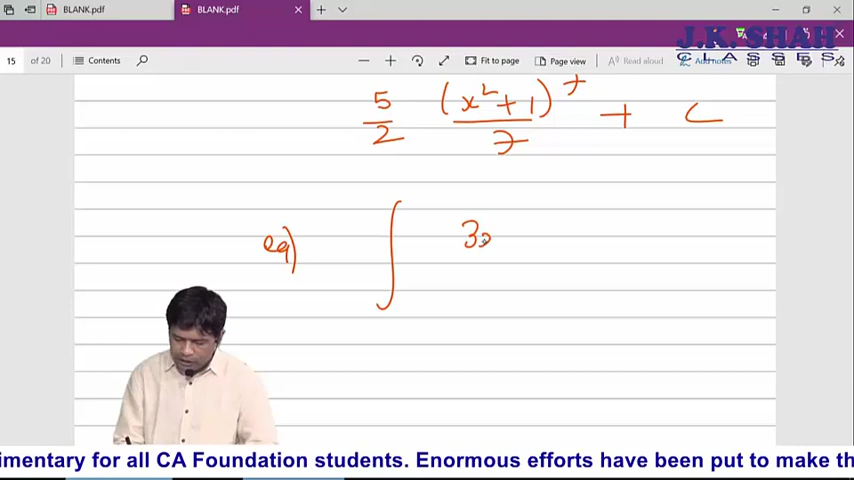 BLANK.pdf
BLANK.pdf
J.K. SHAH
CLASSES
15 of 20
Contents
Fit to page
Page view
Read aloud
Add notes
5/2 (x²+1)⁷/7 + C
eg) ∫ 3
imentary for all CA Foundation students. Enormous efforts have been put to make th